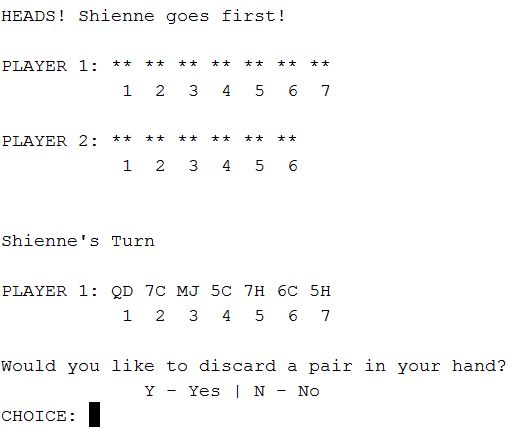 HEADS! Shienne goes first!
PLAYER 1: ** ** ** ** ** ** **
1 2 3 4 5 6 7
PLAYER 2: ** ** ** ** ** **
1 2 3 4 5 6
Shienne's Turn
PLAYER 1: QD 7C MJ 5C 7H 6C 5H
1 2 3 4 5 6 7
Would you like to discard a pair in your hand?
Y - Yes | N - No
CHOICE: